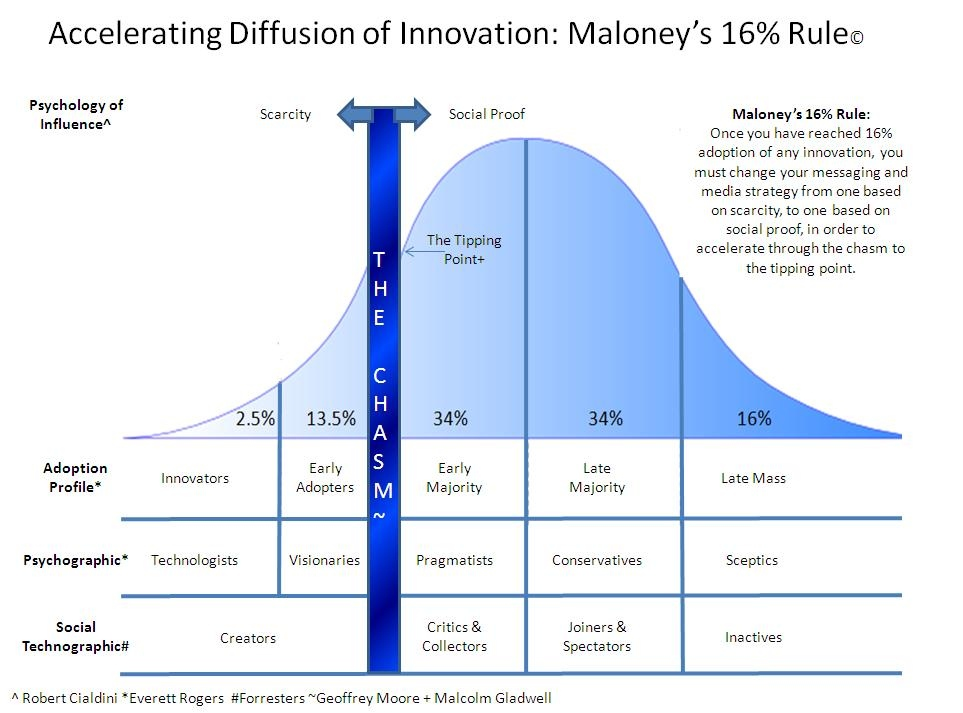 Accelerating Diffusion of Innovation: Maloney's 16% Rule©
Psychology of
Influence^
Scarcity
Social Proof
Maloney's 16% Rule:
Once you have reached 16%
adoption of any innovation, you
must change your messaging and
media strategy from one based
on scarcity, to one based on
social proof, in order to
accelerate through the chasm to
the tipping point.
The Tipping
Point+
THE CHASM~
2.5%
13.5%
34%
34%
16%
Adoption
Profile*
Innovators
Early
Adopters
Early
Majority
Late
Majority
Late Mass
Psychographic*
Technologists
Visionaries
Pragmatists
Conservatives
Sceptics
Social
Technographic#
Creators
Critics &
Collectors
Joiners &
Spectators
Inactives
^ Robert Cialdini *Everett Rogers #Forresters ~Geoffrey Moore + Malcolm Gladwell